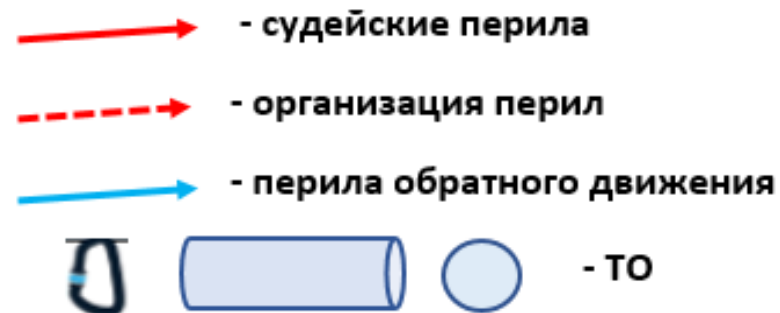 - судейские перила
- организация перил
- перила обратного движения
- ТО